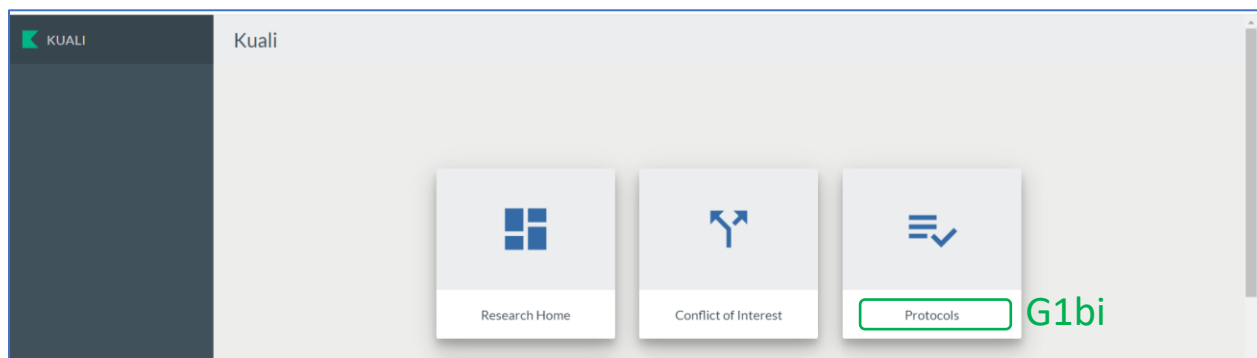 KUALI
Kuali
Research Home
Conflict of Interest
Protocols
G1bi